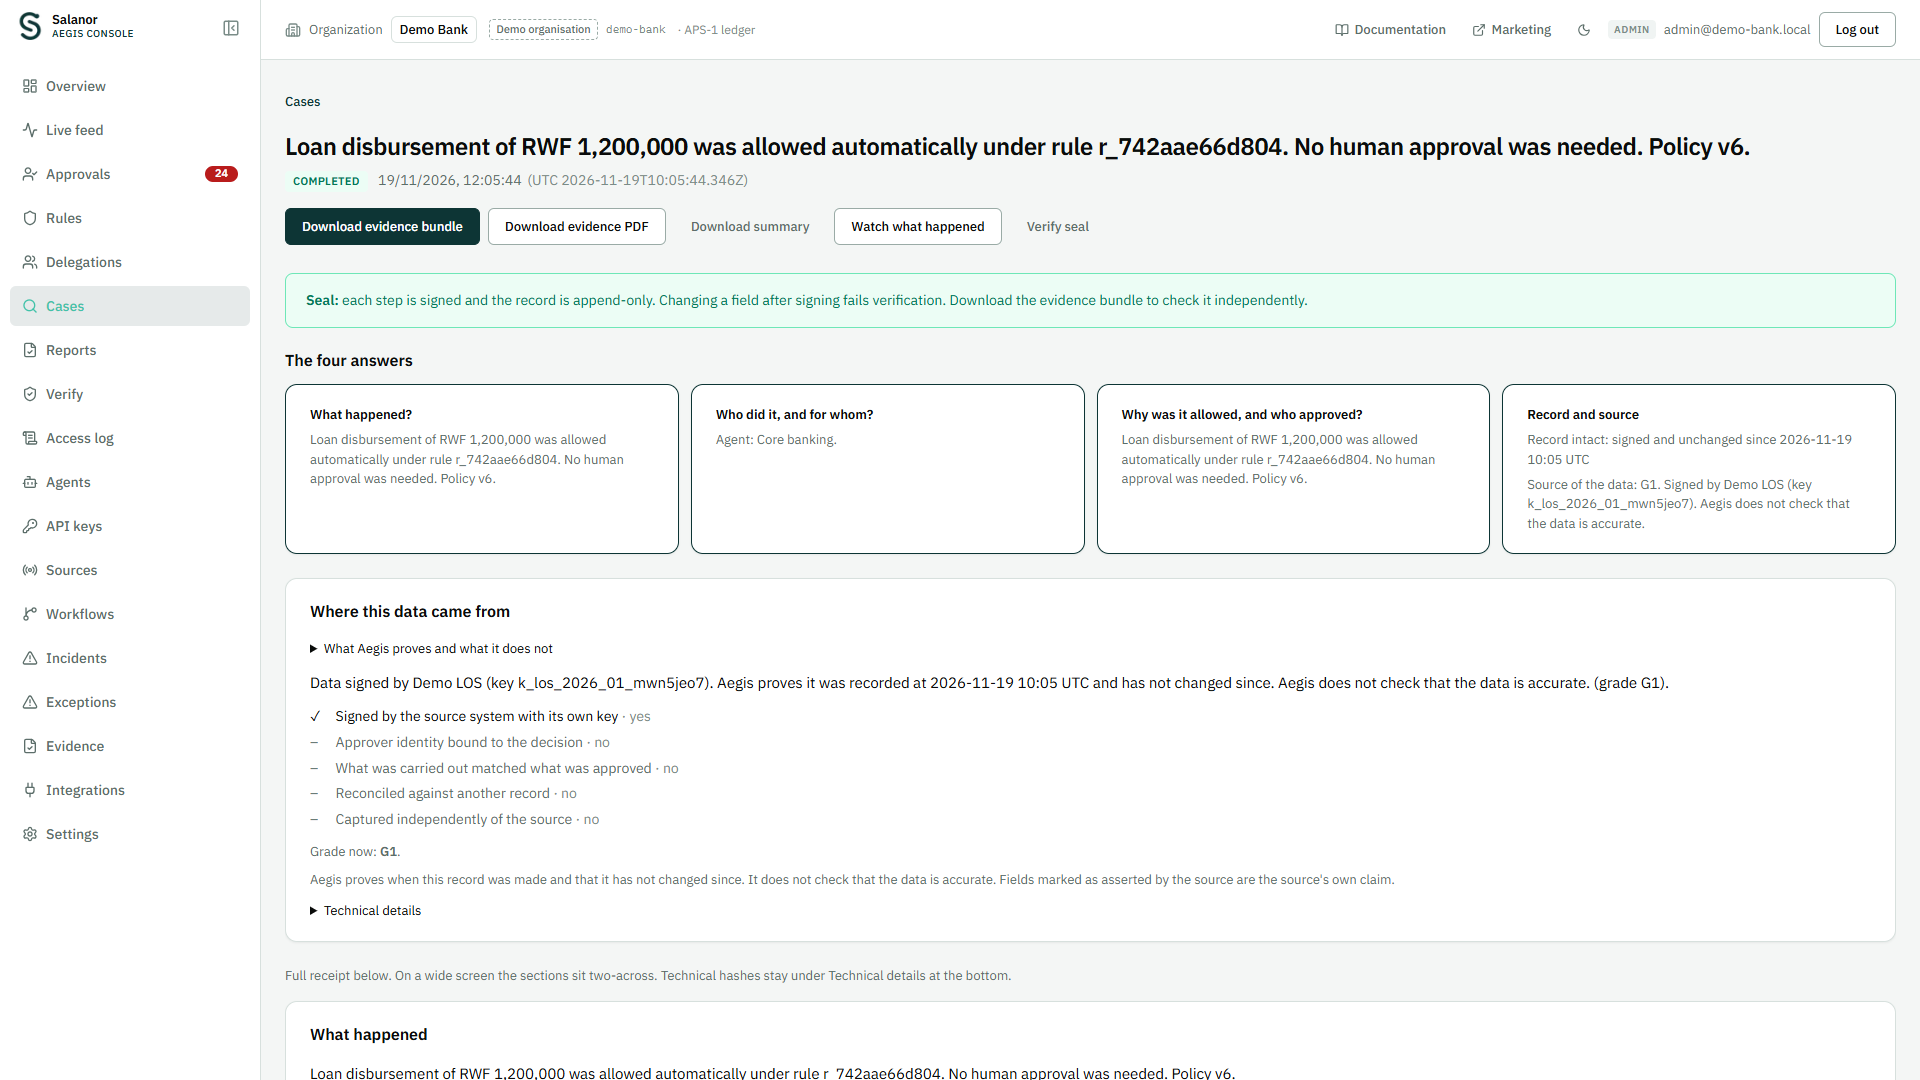 Salanor
AEGIS CONSOLE
Organization
Demo Bank
Demo organisation
demo-bank
· APS-1 ledger
Documentation
Marketing
ADMIN
admin@demo-bank.local
Log out
Overview
Live feed
Approvals
24
Rules
Delegations
Cases
Reports
Verify
Access log
Agents
API keys
Sources
Workflows
Incidents
Exceptions
Evidence
Integrations
Settings
Cases
Loan disbursement of RWF 1,200,000 was allowed automatically under rule r_742aae66d804. No human approval was needed. Policy v6.
COMPLETED 19/11/2026, 12:05:44 (UTC 2026-11-19T10:05:44.346Z)
Download evidence bundle
Download evidence PDF
Download summary
Watch what happened
Verify seal
Seal: each step is signed and the record is append-only. Changing a field after signing fails verification. Download the evidence bundle to check it independently.
The four answers
What happened?
Loan disbursement of RWF 1,200,000 was allowed
automatically under rule r_742aae66d804. No human
approval was needed. Policy v6.
Who did it, and for whom?
Agent: Core banking.
Why was it allowed, and who approved?
Loan disbursement of RWF 1,200,000 was allowed
automatically under rule r_742aae66d804. No human
approval was needed. Policy v6.
Record and source
Record intact: signed and unchanged since 2026-11-19
10:05 UTC
Source of the data: G1. Signed by Demo LOS (key
k_los_2026_01_mwn5jeo7). Aegis does not check that
the data is accurate.
Where this data came from
What Aegis proves and what it does not
Data signed by Demo LOS (key k_los_2026_01_mwn5jeo7). Aegis proves it was recorded at 2026-11-19 10:05 UTC and has not changed since. Aegis does not check that the data is accurate. (grade G1).
✓ Signed by the source system with its own key · yes
– Approver identity bound to the decision · no
– What was carried out matched what was approved · no
– Reconciled against another record · no
– Captured independently of the source · no
Grade now: G1.
Aegis proves when this record was made and that it has not changed since. It does not check that the data is accurate. Fields marked as asserted by the source are the source's own claim.
Technical details
Full receipt below. On a wide screen the sections sit two-across. Technical hashes stay under Technical details at the bottom.
What happened
Loan disbursement of RWF 1,200,000 was allowed automatically under rule r_742aae66d804. No human approval was needed. Policy v6.